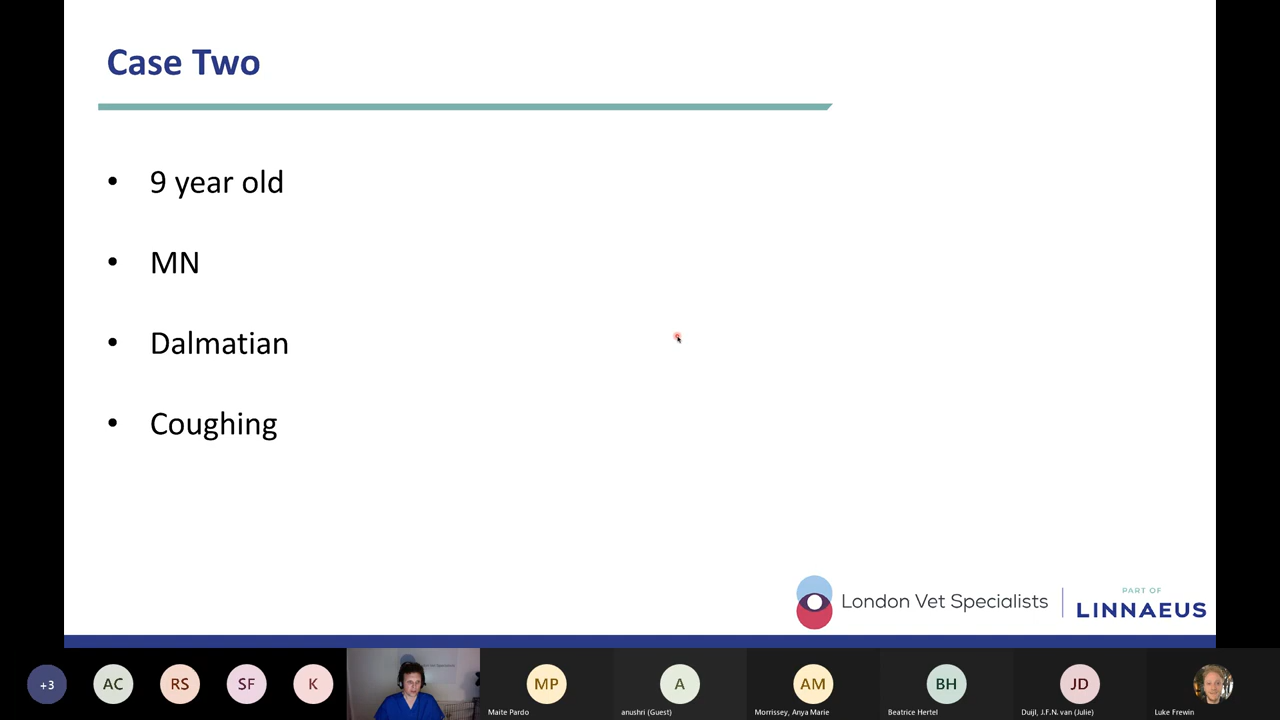 Case Two
• 9 year old
• MN
• Dalmatian
• Coughing
London Vet Specialists
PART OF
LINNAEUS
+3
AC
RS
SF
K
MP
A
AM
BH
JD
Maite Pardo
anushri (Guest)
Morrissey, Anya Marie
Beatrice Hertel
Duijl, J.F.N. van (Julie)
Luke Frewin